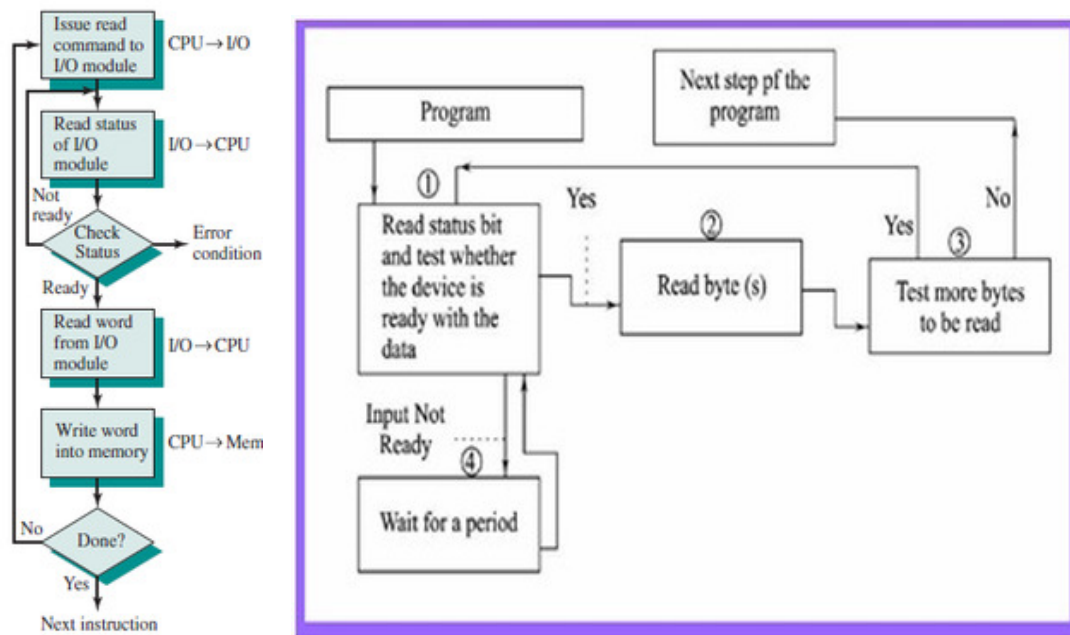 Issue read
command to
I/O module
CPU→I/O
Read status
of I/O
module
I/O→CPU
Not
ready
Check
Status
Error
condition
Ready
Read word
from I/O
module
I/O→CPU
Write word
into memory
CPU→Mem
No
Done?
Yes
Next instruction
Program
Next step pf the
program
①
Read status bit
and test whether
the device is
ready with the
data
Yes
②
Read byte (s)
Yes
No
③
Test more bytes
to be read
Input Not
Ready
④
Wait for a period